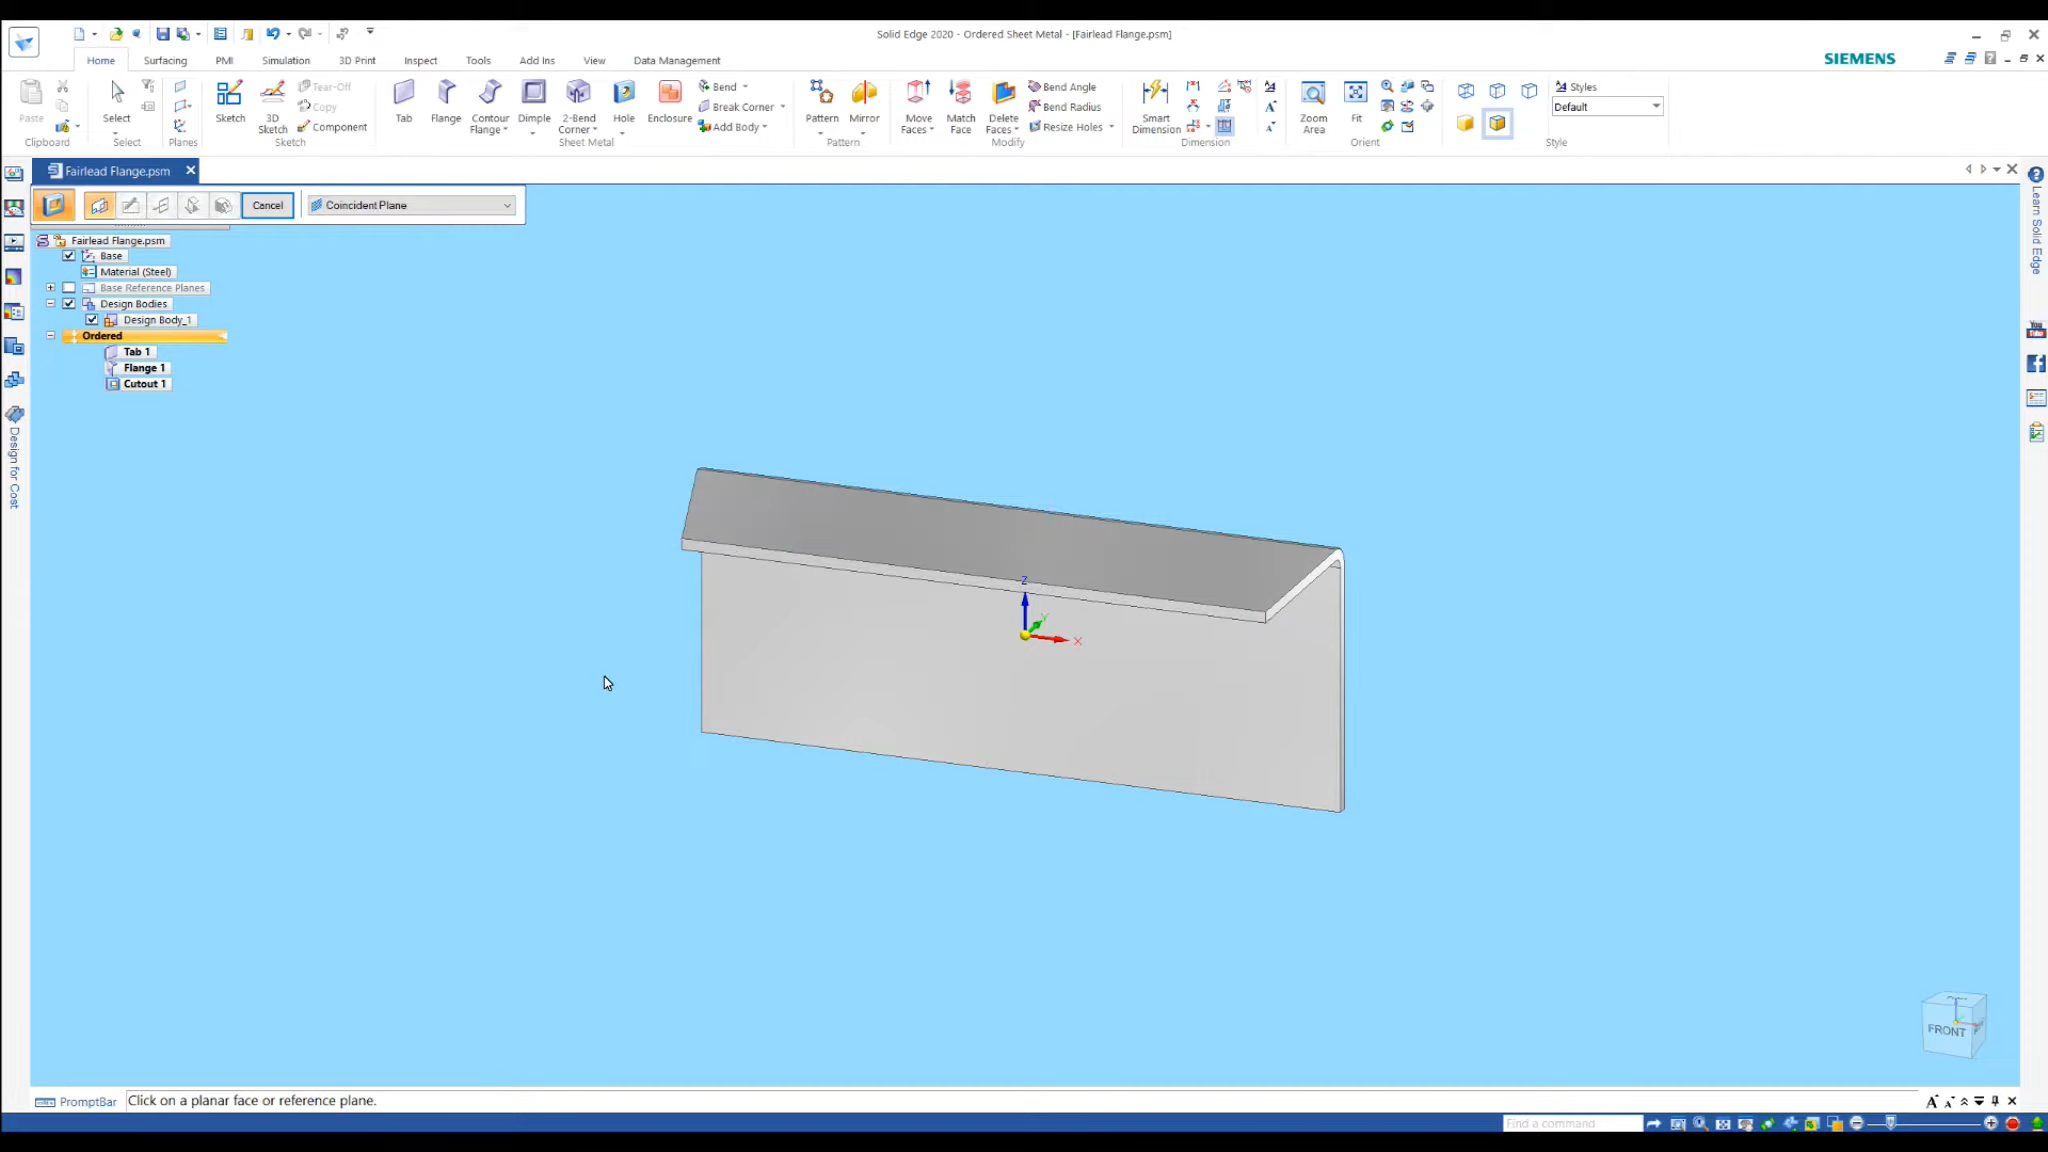 Solid Edge 2020 - Ordered Sheet Metal - [Fairlead Flange.psm]
Home
Surfacing
PMI
Simulation
3D Print
Inspect
Tools
Add Ins
View
Data Management
SIEMENS
Paste
Clipboard
Select
Select
Planes
Sketch
3D Sketch
Tear-Off
Copy
Component
Sketch
Tab
Flange
Contour Flange
Dimple
2-Bend Corner
Hole
Enclosure
Bend
Break Corner
Add Body
Sheet Metal
Pattern
Mirror
Pattern
Move Faces
Match Face
Delete Faces
Bend Angle
Bend Radius
Resize Holes
Modify
Smart Dimension
Dimension
Zoom Area
Fit
Orient
Styles
Default
Style
Fairlead Flange.psm
Cancel
Coincident Plane
Fairlead Flange.psm
Base
Material (Steel)
Base Reference Planes
Design Bodies
Design Body_1
Ordered
Tab 1
Flange 1
Cutout 1
Design for Cost
Learn Solid Edge
You
Z
Y
X
FRONT
PromptBar
Click on a planar face or reference plane.
Find a command